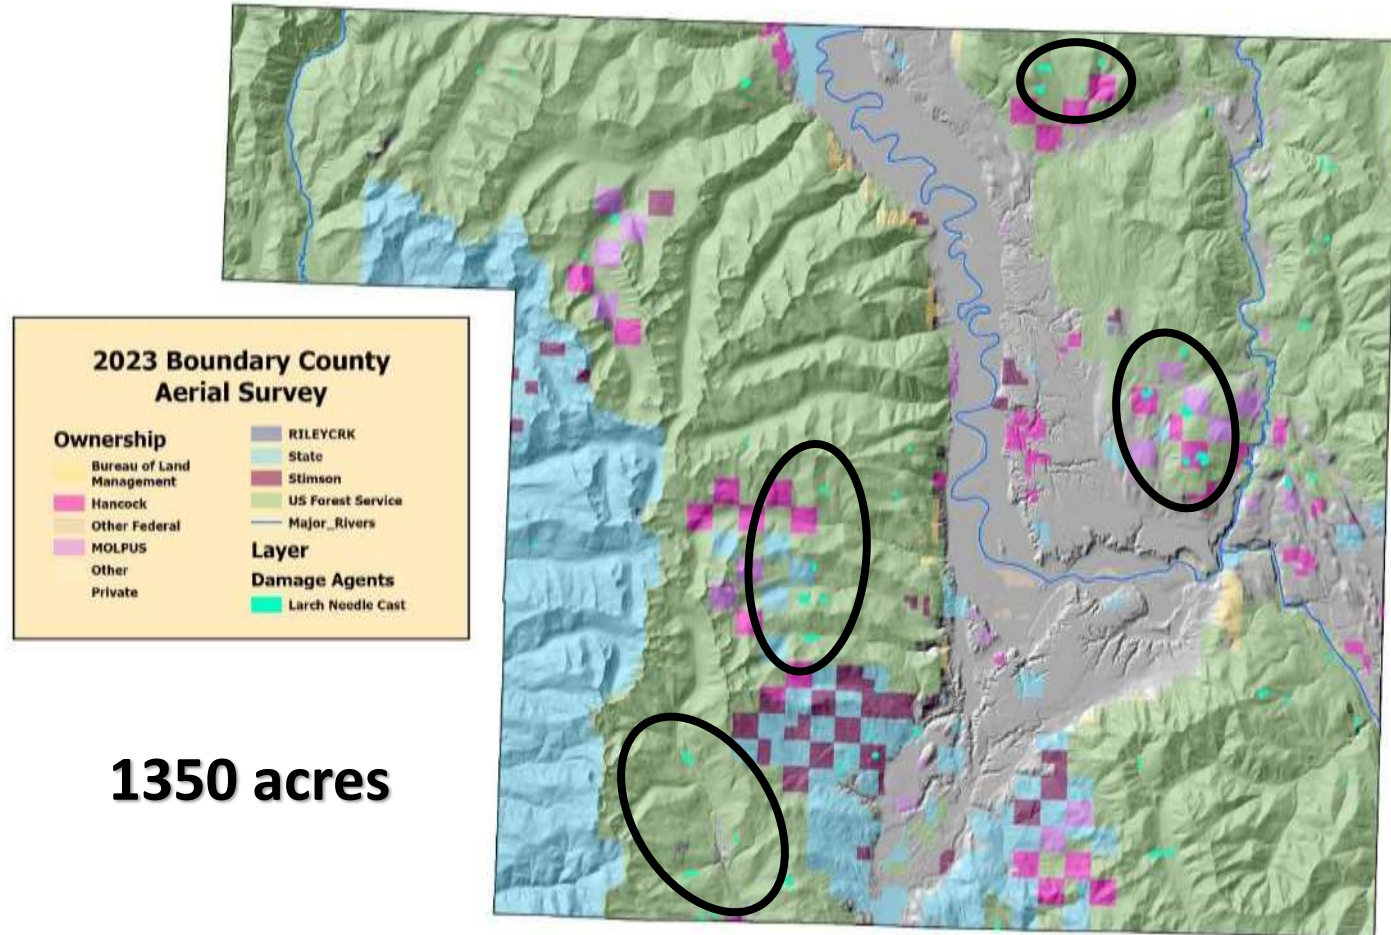 2023 Boundary County
Aerial Survey
Ownership
Bureau of Land
Management
Hancock
Other Federal
MOLPUS
Other
Private
RILEYCRK
State
Stimson
US Forest Service
Major_Rivers
Layer
Damage Agents
Larch Needle Cast
1350 acres